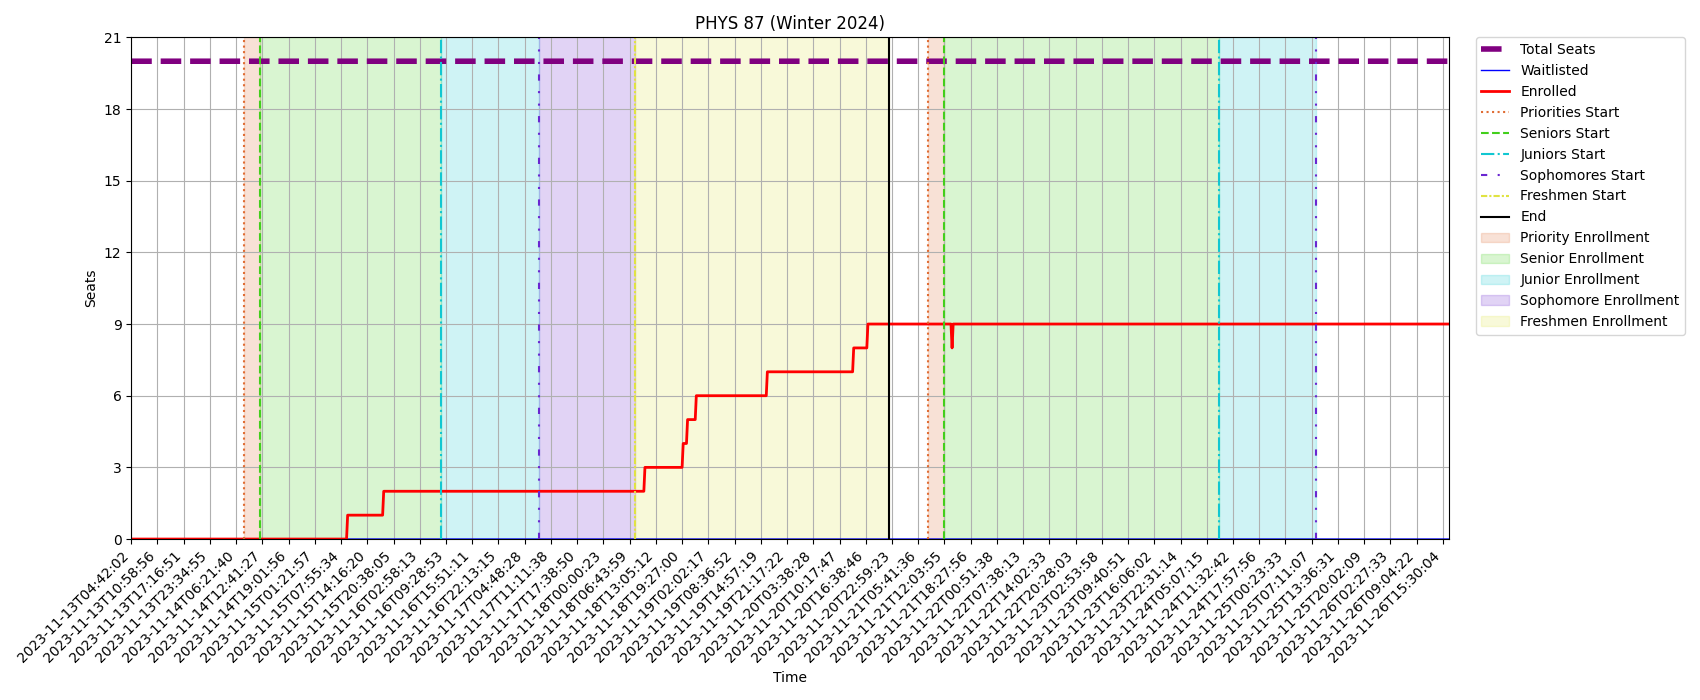 PHYS 87 (Winter 2024)
21
18
15
12
9
6
3
0
Seats
2023-11-13T04:42:02
2023-11-13T10:58:56
2023-11-13T17:16:51
2023-11-13T23:34:55
2023-11-14T06:21:40
2023-11-14T12:41:27
2023-11-14T19:01:56
2023-11-15T01:21:57
2023-11-15T07:55:34
2023-11-15T14:16:20
2023-11-15T20:38:05
2023-11-16T02:58:13
2023-11-16T09:28:53
2023-11-16T15:51:11
2023-11-16T22:13:15
2023-11-17T04:48:28
2023-11-17T11:11:38
2023-11-17T17:38:50
2023-11-18T00:00:23
2023-11-18T06:43:59
2023-11-18T13:05:12
2023-11-18T19:27:00
2023-11-19T02:02:17
2023-11-19T08:36:52
2023-11-19T14:57:19
2023-11-19T21:17:22
2023-11-20T03:38:28
2023-11-20T10:17:47
2023-11-20T16:38:46
2023-11-20T22:59:23
2023-11-21T05:41:36
2023-11-21T12:03:55
2023-11-21T18:27:56
2023-11-22T00:51:38
2023-11-22T07:38:13
2023-11-22T14:02:33
2023-11-22T20:28:03
2023-11-23T02:53:58
2023-11-23T09:40:51
2023-11-23T16:06:02
2023-11-23T22:31:14
2023-11-24T05:07:15
2023-11-24T11:32:42
2023-11-24T17:57:56
2023-11-25T00:23:33
2023-11-25T07:11:07
2023-11-25T13:36:31
2023-11-25T20:02:09
2023-11-26T02:27:33
2023-11-26T09:04:22
2023-11-26T15:30:04
Time
Total Seats
Waitlisted
Enrolled
Priorities Start
Seniors Start
Juniors Start
Sophomores Start
Freshmen Start
End
Priority Enrollment
Senior Enrollment
Junior Enrollment
Sophomore Enrollment
Freshmen Enrollment